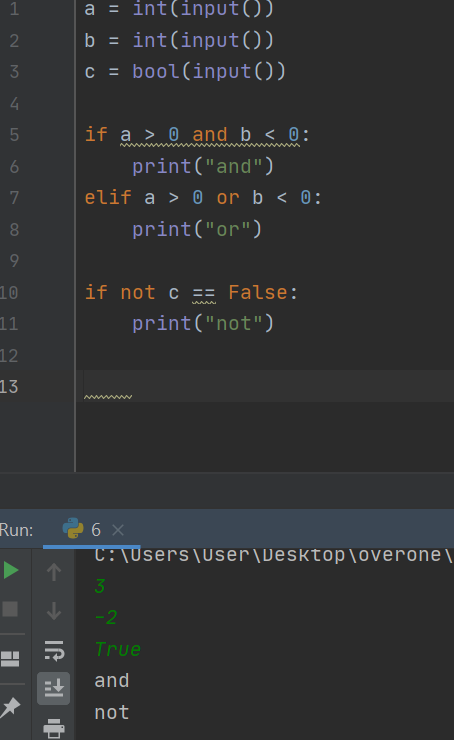 1 a = int(input())
2 b = int(input())
3 c = bool(input())
4
5 if a > 0 and b < 0:
6     print("and")
7 elif a > 0 or b < 0:
8     print("or")
9
10 if not c == False:
11     print("not")
12
13
Run: 6 ×
C:\Users\User\Desktop\overone\
3
-2
True
and
not